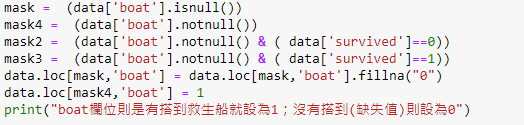 mask =  (data['boat'].isnull())
mask4 =  (data['boat'].notnull())
mask2 =  (data['boat'].notnull() & ( data['survived']==0))
mask3 =  (data['boat'].notnull() & ( data['survived']==1))
data.loc[mask,'boat'] = data.loc[mask,'boat'].fillna("0")
data.loc[mask4,'boat'] = 1
print("boat欄位則是有搭到救生船就設為1；沒有搭到(缺失值)則設為0")